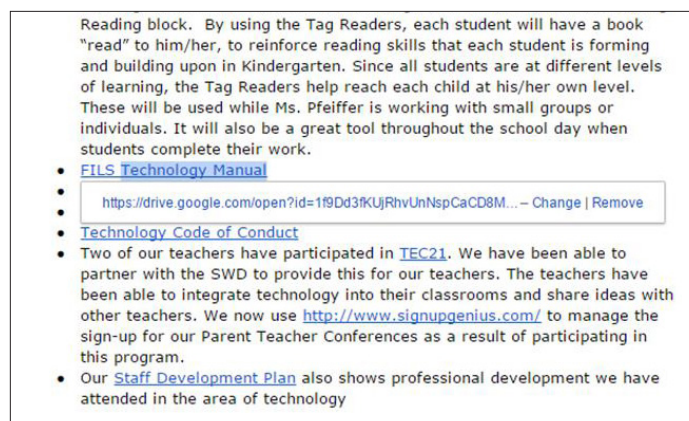 Reading block. By using the Tag Readers, each student will have a book
“read” to him/her, to reinforce reading skills that each student is forming
and building upon in Kindergarten. Since all students are at different levels
of learning, the Tag Readers help reach each child at his/her own level.
These will be used while Ms. Pfeiffer is working with small groups or
individuals. It will also be a great tool throughout the school day when
students complete their work.
• FILS Technology Manual
•
https://drive.google.com/open?id=1f9Dd3fKUjRhvUnNspCaCD8M... – Change | Remove
•
• Technology Code of Conduct
• Two of our teachers have participated in TEC21. We have been able to
partner with the SWD to provide this for our teachers. The teachers have
been able to integrate technology into their classrooms and share ideas with
other teachers. We now use http://www.signupgenius.com/ to manage the
sign-up for our Parent Teacher Conferences as a result of participating in
this program.
• Our Staff Development Plan also shows professional development we have
attended in the area of technology